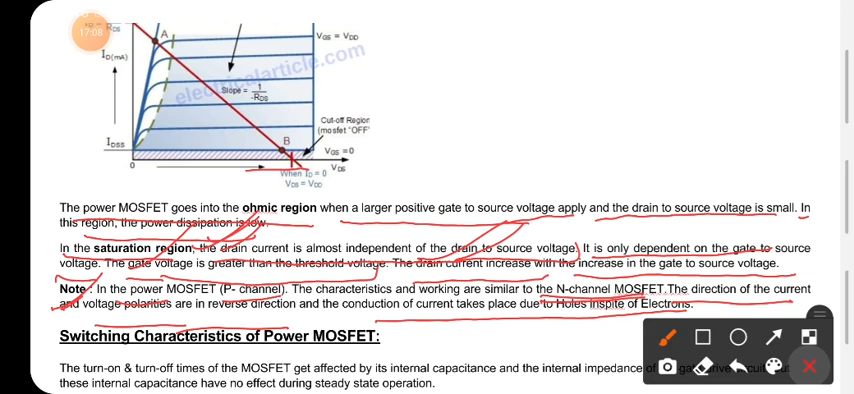 RDS
17:08
A
VGS = VDD
ID(mA)
electricalarticle.com
Slope = 1
-RDS
Cut-off Region
(mosfet "OFF"
IDSS
B
VGS =0
0
VDS
When ID = 0
VDS = VDD
The power MOSFET goes into the ohmic region when a larger positive gate to source voltage apply and the drain to source voltage is small. In
this region, the power dissipation is low.
In the saturation region, the drain current is almost independent of the drain to source voltage. It is only dependent on the gate to source
voltage. The gate voltage is greater than the threshold voltage. The drain current increase with the increase in the gate to source voltage.
Note : In the power MOSFET (P- channel). The characteristics and working are similar to the N-channel MOSFET.The direction of the current
and voltage polarities are in reverse direction and the conduction of current takes place due to Holes inspite of Electrons.
Switching Characteristics of Power MOSFET:
The turn-on & turn-off times of the MOSFET get affected by its internal capacitance and the internal impedance of
these internal capacitance have no effect during steady state operation.